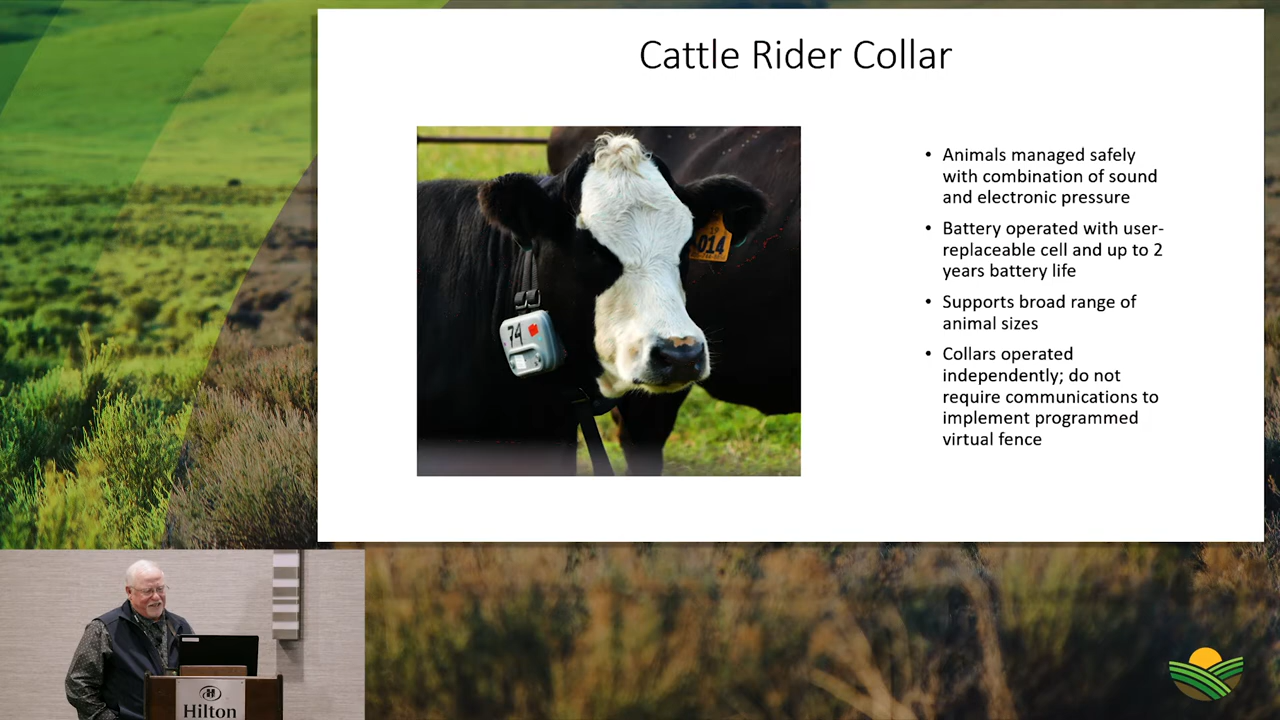 Cattle Rider Collar
• Animals managed safely
with combination of sound
and electronic pressure
• Battery operated with user-
replaceable cell and up to 2
years battery life
• Supports broad range of
animal sizes
• Collars operated
independently; do not
require communications to
implement programmed
virtual fence
014
74
Hilton